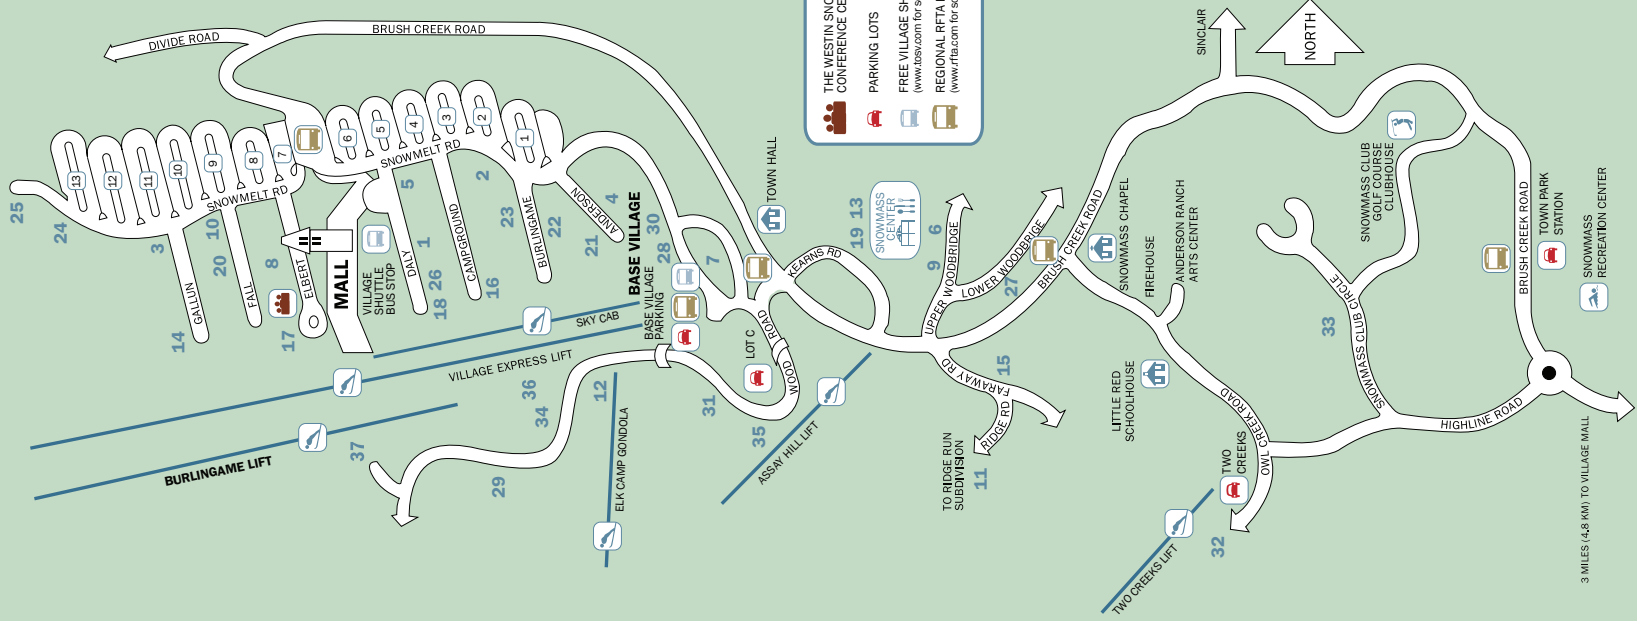 DIVIDE ROAD
BRUSH CREEK ROAD
THE WESTIN SNO
CONFERENCE CE
PARKING LOTS
FREE VILLAGE SH
(www.tosv.com for s
REGIONAL RFTA
(www.rfta.com for sc
SINCLAIR
NORTH
13
12
11
10
9
8
7
6
5
4
3
2
1
SNOWMELT RD
SNOWMELT RD
25
24
3
14
GALLUN
10
20
FALL
8
17
ELBERT
MALL
VILLAGE
SHUTTLE
BUS STOP
5
DALY
1
26
18
2
CAMPGROUND
16
23
BURLINGAME
22
ANDERSON
4
21
BASE VILLAGE
30
28
7
BASE VILLAGE
PARKING
SKY CAB
VILLAGE EXPRESS LIFT
BURLINGAME LIFT
37
29
36
34
12
ELK CAMP GONDOLA
31
LOT C
WOOD ROAD
35
ASSAY HILL LIFT
TOWN HALL
KEARNS RD
19 13
SNOWMASS
CENTER
6
9
UPPER WOODBRIDGE
LOWER WOODBRIGE
27
BRUSH CREEK ROAD
SNOWMASS CHAPEL
FIREHOUSE
ANDERSON RANCH
ARTS CENTER
15
FARAWAY RD
RIDGE RD
TO RIDGE RUN
SUBDIVISION
11
LITTLE RED
SCHOOLHOUSE
OWL CREEK ROAD
TWO
CREEKS
32
TWO CREEKS LIFT
SNOWMASS CLUB
GOLF COURSE
CLUBHOUSE
33
SNOWMASS CLUB CIRCLE
HIGHLINE ROAD
BRUSH CREEK ROAD
TOWN PARK
STATION
SNOWMASS
RECREATION CENTER
3 MILES (4.8 KM) TO VILLAGE MALL